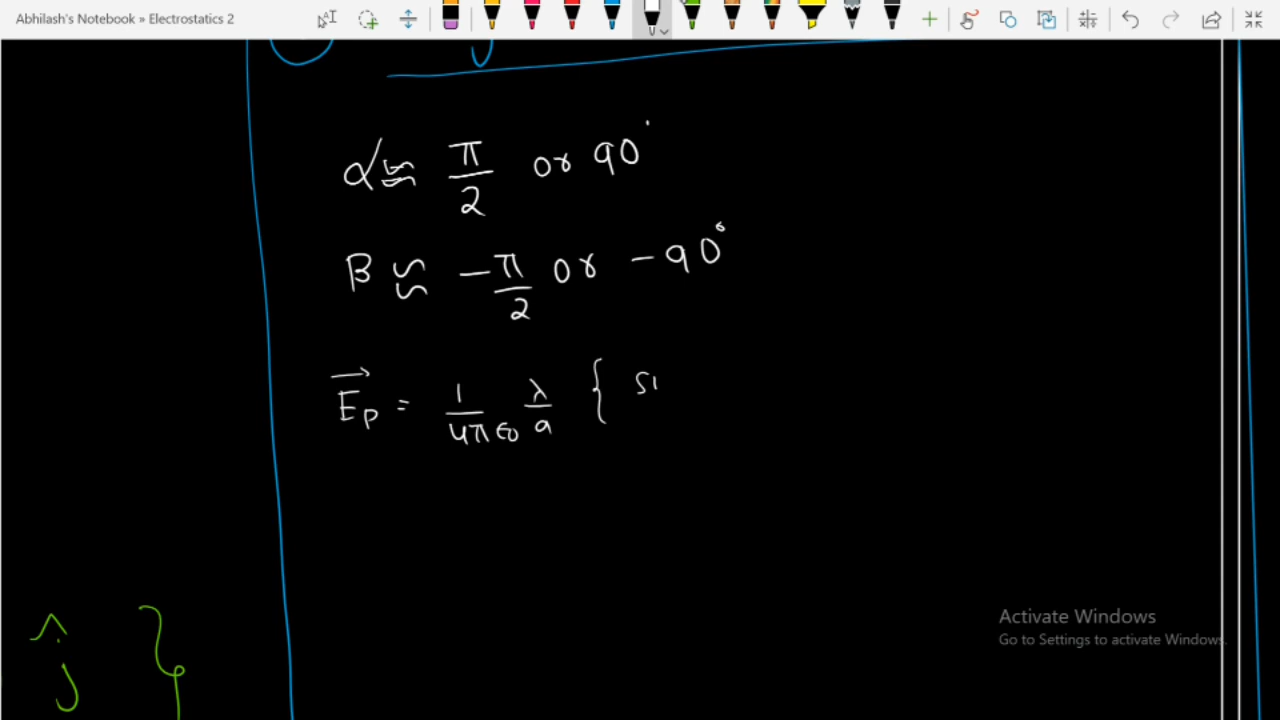 Abhilash's Notebook » Electrostatics 2
α ≈ π/2 or 90°
β ≈ -π/2 or -90°
E⃗p = 1/4πε₀ λ/a { si
ĵ }
Activate Windows
Go to Settings to activate Windows.